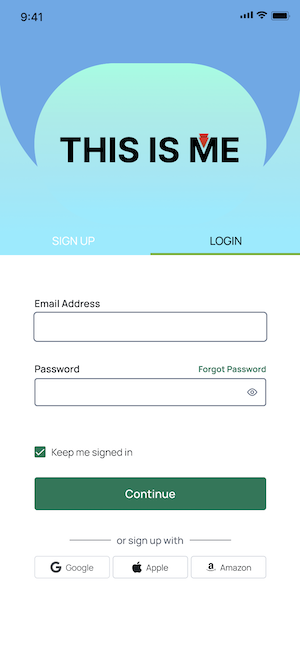 9:41
THIS IS ME
SIGN UP
LOGIN
Email Address
Password
Forgot Password
Keep me signed in
Continue
or sign up with
Google
Apple
Amazon